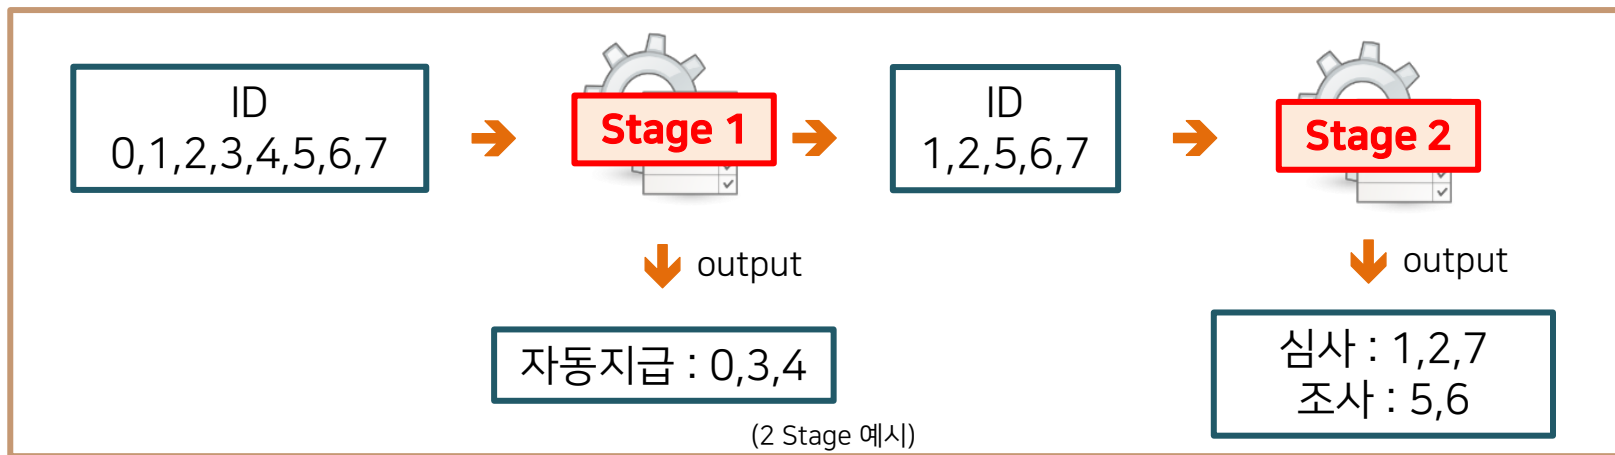 ID
0,1,2,3,4,5,6,7
Stage 1
ID
1,2,5,6,7
Stage 2
output
output
자동지급 : 0,3,4
심사 : 1,2,7
조사 : 5,6
(2 Stage 예시)